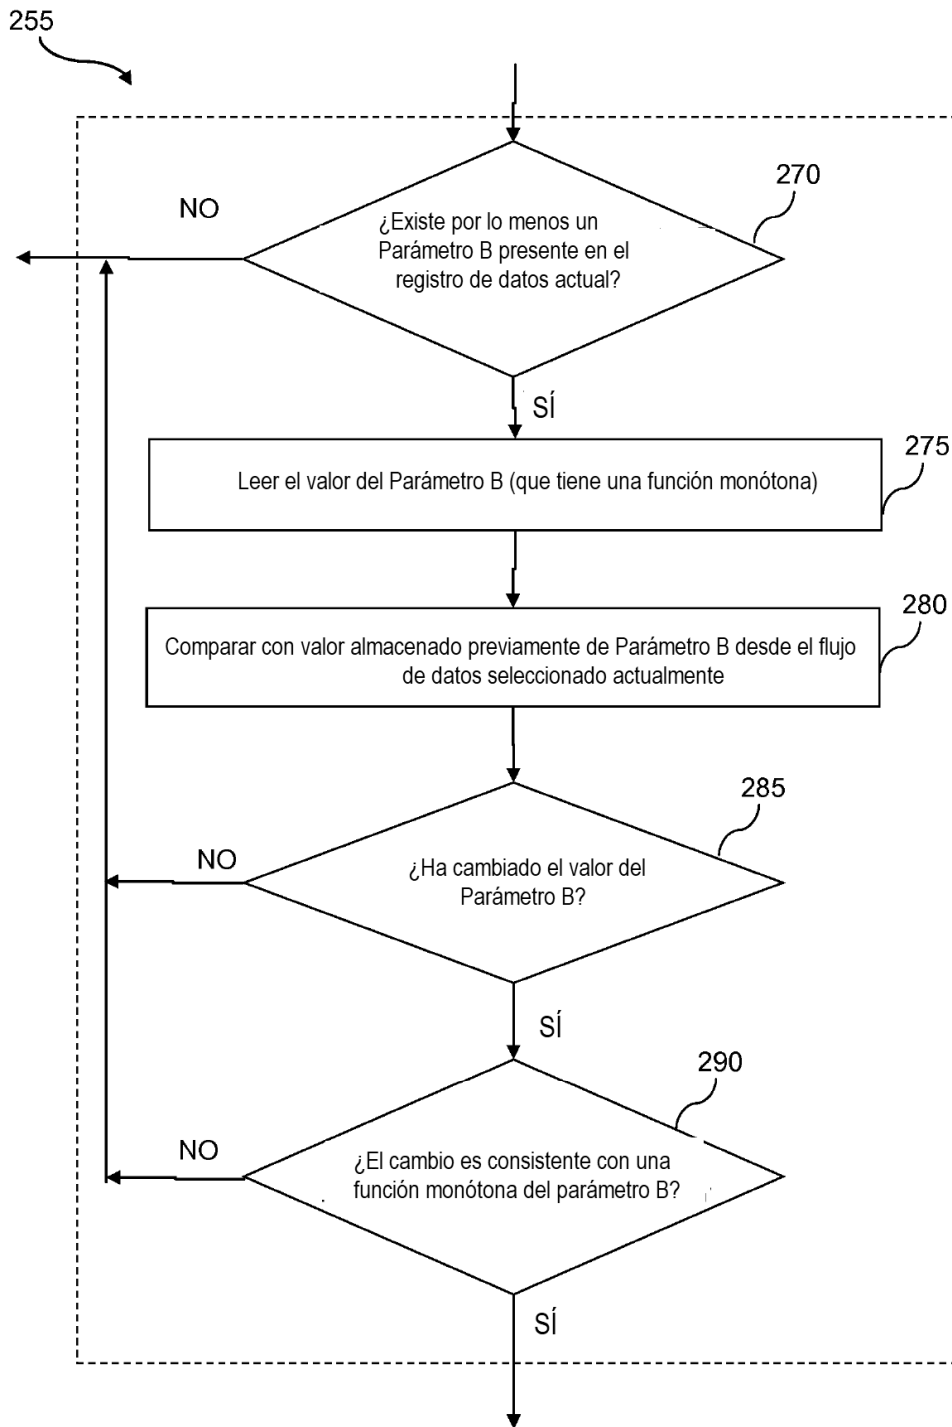 255
270
NO
¿Existe por lo menos un
Parámetro B presente en el
registro de datos actual?
SÍ
275
Leer el valor del Parámetro B (que tiene una función monótona)
280
Comparar con valor almacenado previamente de Parámetro B desde el flujo
de datos seleccionado actualmente
285
NO
¿Ha cambiado el valor del
Parámetro B?
SÍ
290
NO
¿El cambio es consistente con una
función monótona del parámetro B?
SÍ